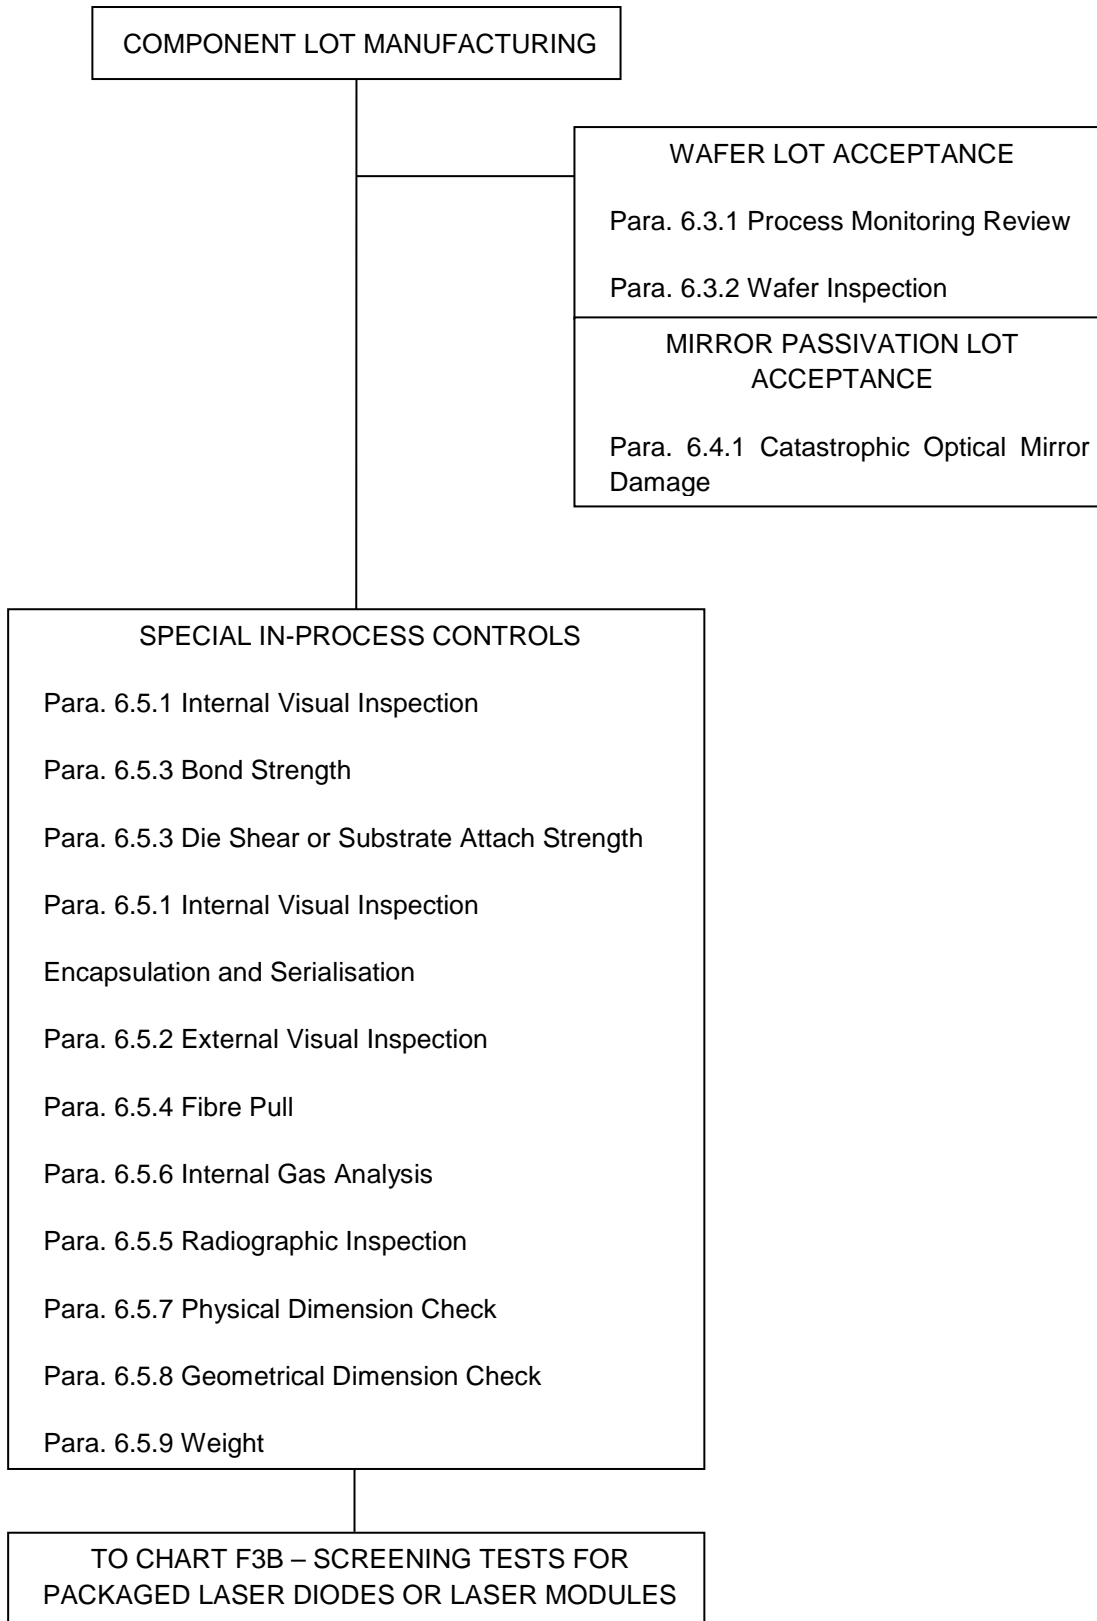 COMPONENT LOT MANUFACTURING
WAFER LOT ACCEPTANCE
Para. 6.3.1 Process Monitoring Review
Para. 6.3.2 Wafer Inspection
MIRROR PASSIVATION LOT
ACCEPTANCE
Para. 6.4.1 Catastrophic Optical Mirror
Damage
SPECIAL IN-PROCESS CONTROLS
Para. 6.5.1 Internal Visual Inspection
Para. 6.5.3 Bond Strength
Para. 6.5.3 Die Shear or Substrate Attach Strength
Para. 6.5.1 Internal Visual Inspection
Encapsulation and Serialisation
Para. 6.5.2 External Visual Inspection
Para. 6.5.4 Fibre Pull
Para. 6.5.6 Internal Gas Analysis
Para. 6.5.5 Radiographic Inspection
Para. 6.5.7 Physical Dimension Check
Para. 6.5.8 Geometrical Dimension Check
Para. 6.5.9 Weight
TO CHART F3B – SCREENING TESTS FOR
PACKAGED LASER DIODES OR LASER MODULES